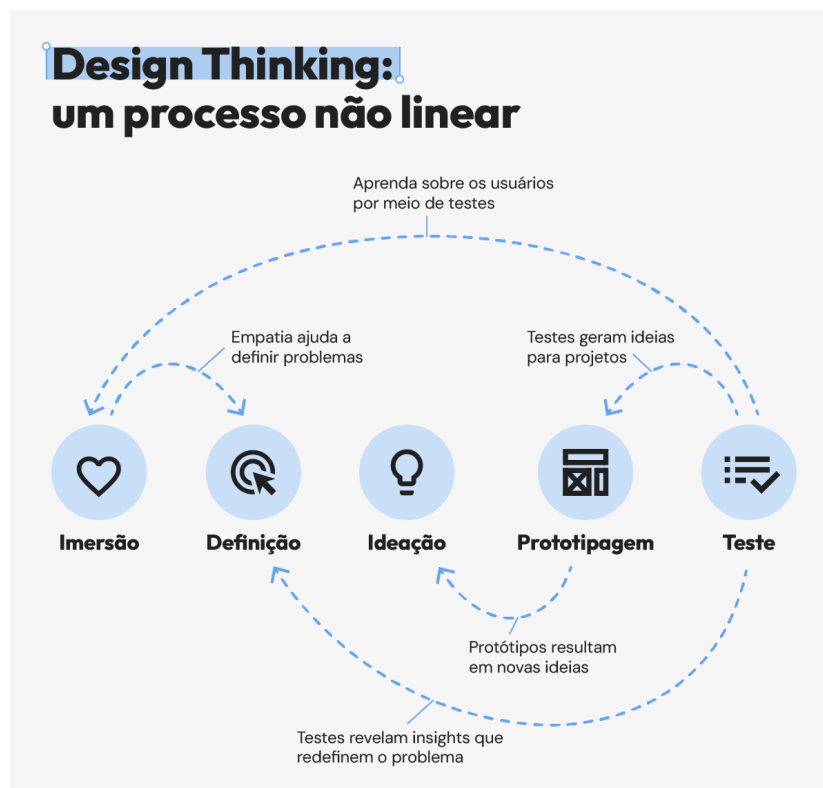 Design Thinking:
um processo não linear
Aprenda sobre os usuários
por meio de testes
Empatia ajuda a
definir problemas
Testes geram ideias
para projetos
Imersão
Definição
Ideação
Prototipagem
Teste
Protótipos resultam
em novas ideias
Testes revelam insights que
redefinem o problema